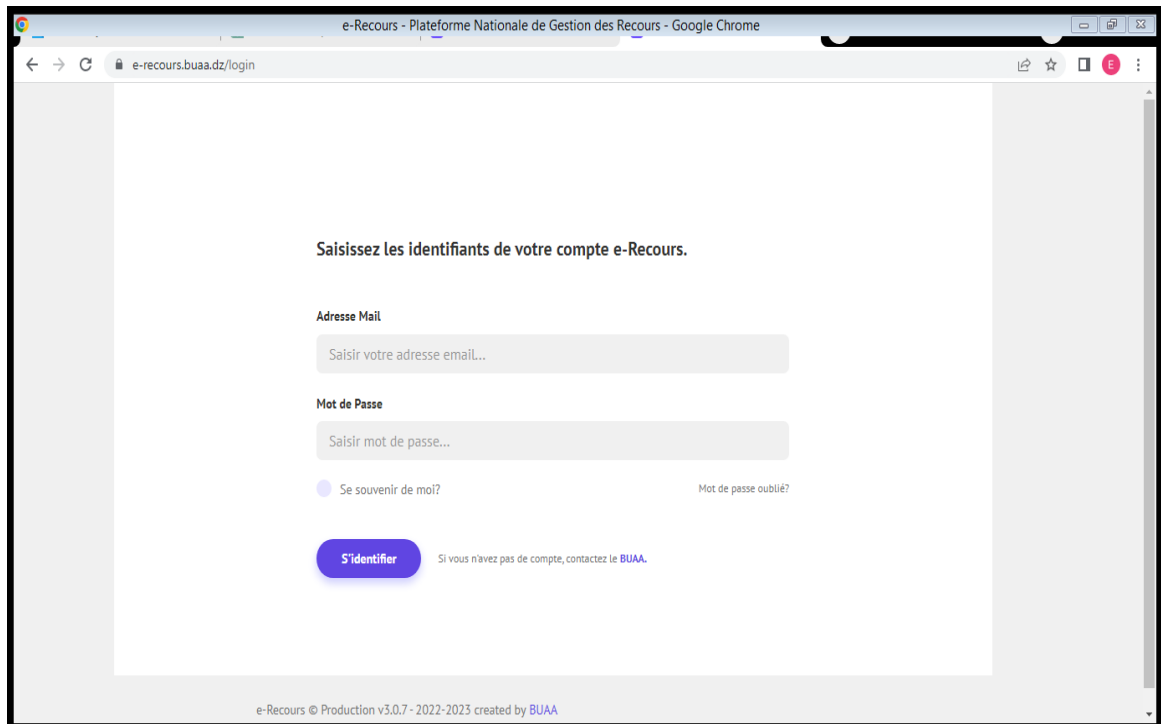 e-Recours - Plateforme Nationale de Gestion des Recours - Google Chrome
e-recours.buaa.dz/login
E
Saisissez les identifiants de votre compte e-Recours.
Adresse Mail
Saisir votre adresse email...
Mot de Passe
Saisir mot de passe...
Se souvenir de moi? Mot de passe oublié?
S'identifier Si vous n'avez pas de compte, contactez le BUAA.
e-Recours © Production v3.0.7 - 2022-2023 created by BUAA